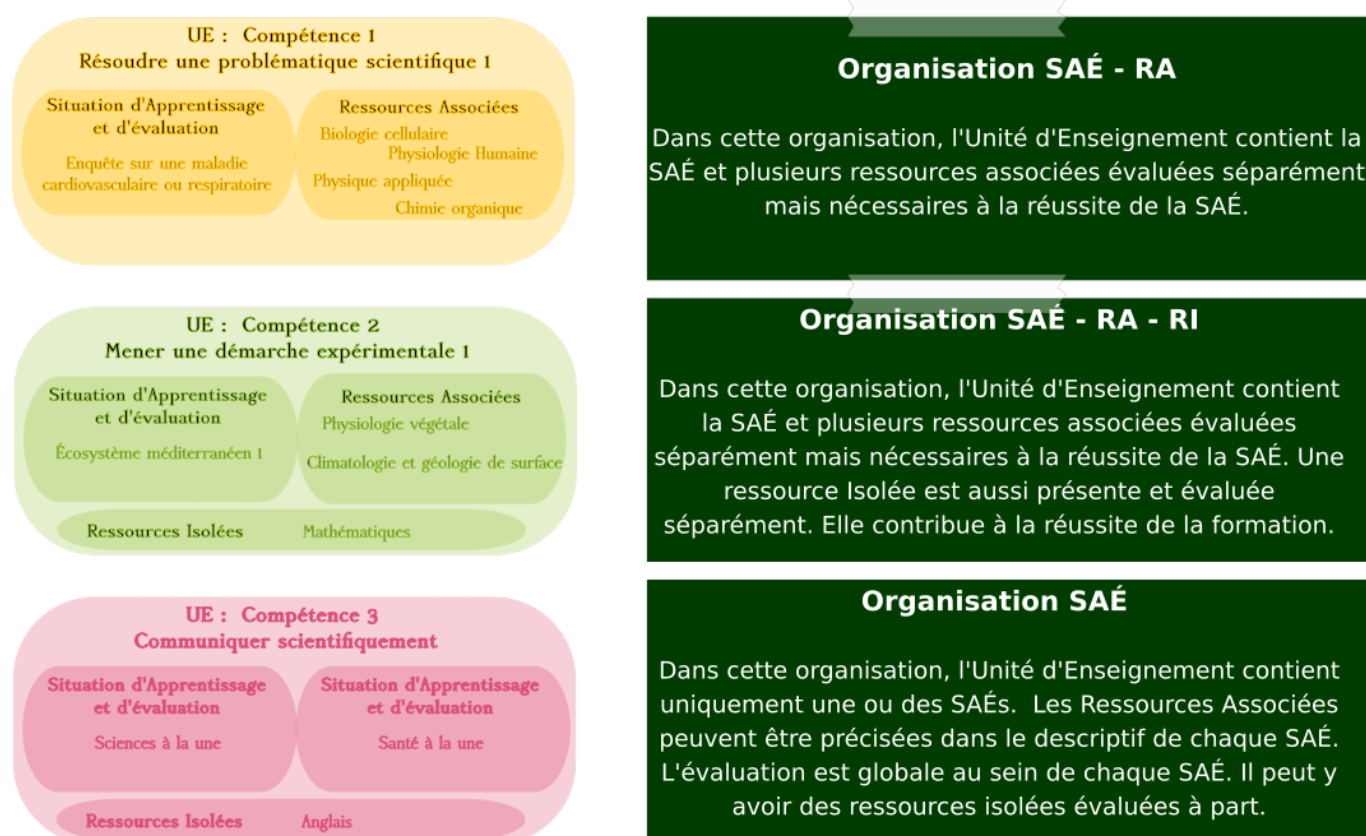 UE : Compétence 1
Résoudre une problématique scientifique 1
Situation d'Apprentissage
et d'évaluation
Enquête sur une maladie
cardiovasculaire ou respiratoire
Ressources Associées
Biologie cellulaire
Physiologie Humaine
Physique appliquée
Chimie organique
Organisation SAÉ - RA
Dans cette organisation, l'Unité d'Enseignement contient la
SAÉ et plusieurs ressources associées évaluées séparément
mais nécessaires à la réussite de la SAÉ.
UE : Compétence 2
Mener une démarche expérimentale 1
Situation d'Apprentissage
et d'évaluation
Écosystème méditerranéen 1
Ressources Associées
Physiologie végétale
Climatologie et géologie de surface
Ressources Isolées Mathématiques
Organisation SAÉ - RA - RI
Dans cette organisation, l'Unité d'Enseignement contient
la SAÉ et plusieurs ressources associées évaluées
séparément mais nécessaires à la réussite de la SAÉ. Une
ressource Isolée est aussi présente et évaluée
séparément. Elle contribue à la réussite de la formation.
UE : Compétence 3
Communiquer scientifiquement
Situation d'Apprentissage
et d'évaluation
Sciences à la une
Situation d'Apprentissage
et d'évaluation
Santé à la une
Ressources Isolées Anglais
Organisation SAÉ
Dans cette organisation, l'Unité d'Enseignement contient
uniquement une ou des SAÉs. Les Ressources Associées
peuvent être précisées dans le descriptif de chaque SAÉ.
L'évaluation est globale au sein de chaque SAÉ. Il peut y
avoir des ressources isolées évaluées à part.